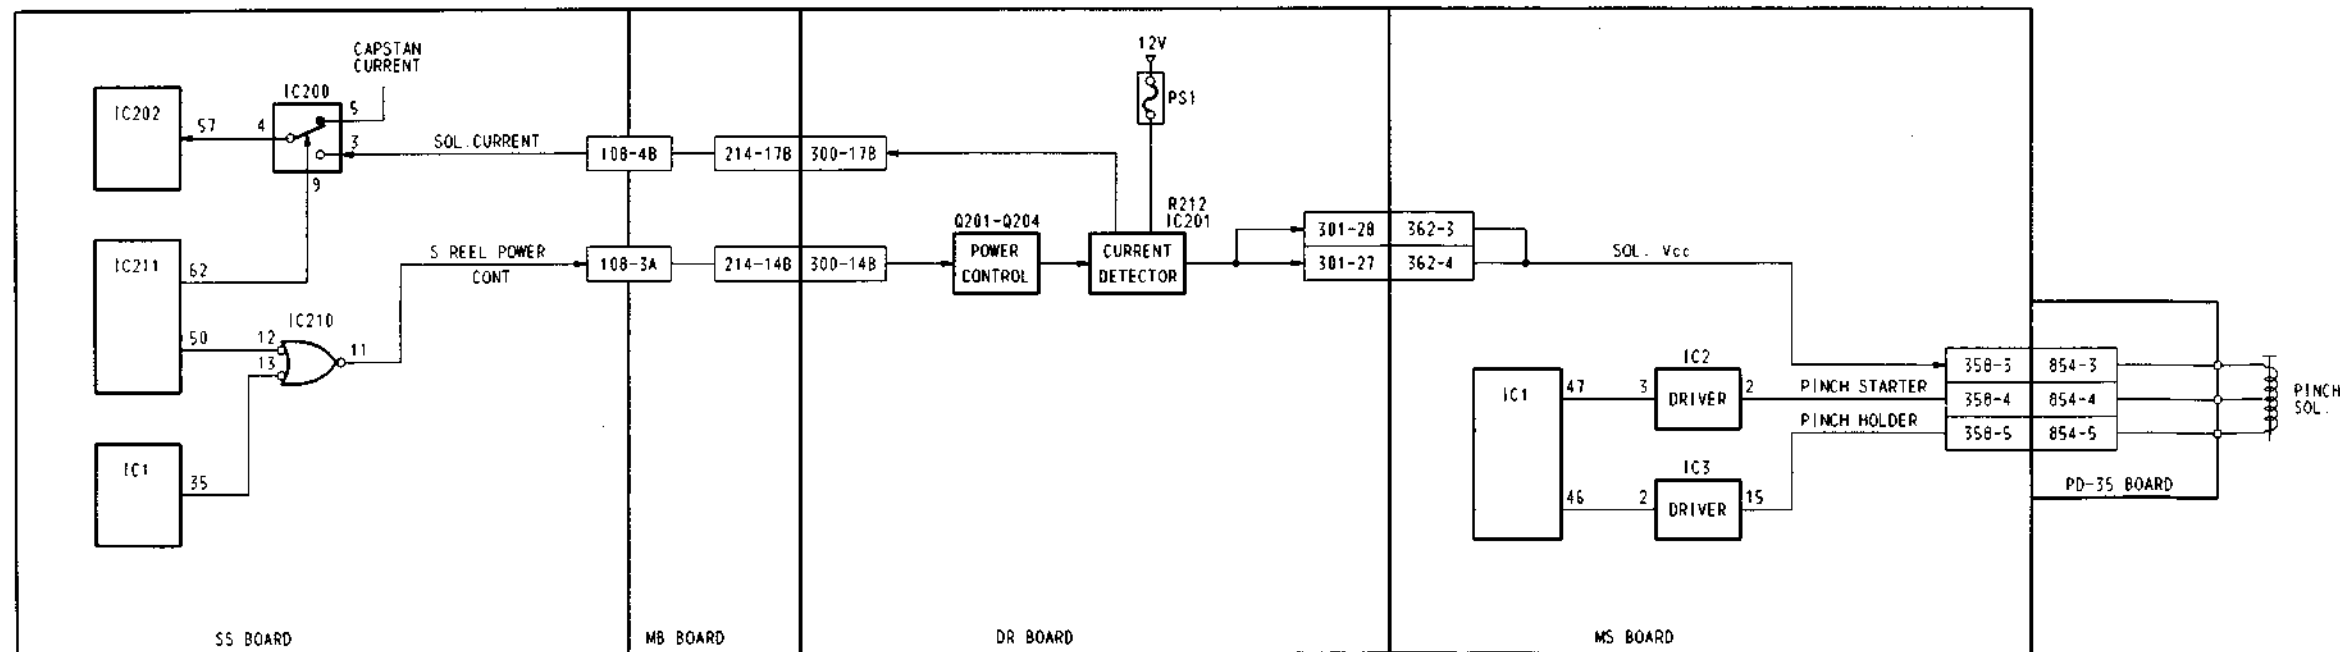 CAPSTAN
CURRENT
IC202
57
4
IC200
5
3
9
SOL. CURRENT
108-4B
214-17B
300-17B
12V
PS1
R212
IC201
Q201-Q204
POWER
CONTROL
CURRENT
DETECTOR
301-28
362-3
301-27
362-4
SOL. Vcc
IC211
62
50
IC210
12
13
11
S REEL POWER
CONT
108-3A
214-14B
300-14B
IC1
35
IC1
47
3
IC2
DRIVER
2
PINCH STARTER
PINCH HOLDER
46
2
IC3
DRIVER
15
358-3
854-3
358-4
854-4
358-5
854-5
PINCH
SOL.
PD-35 BOARD
SS BOARD
MB BOARD
DR BOARD
MS BOARD